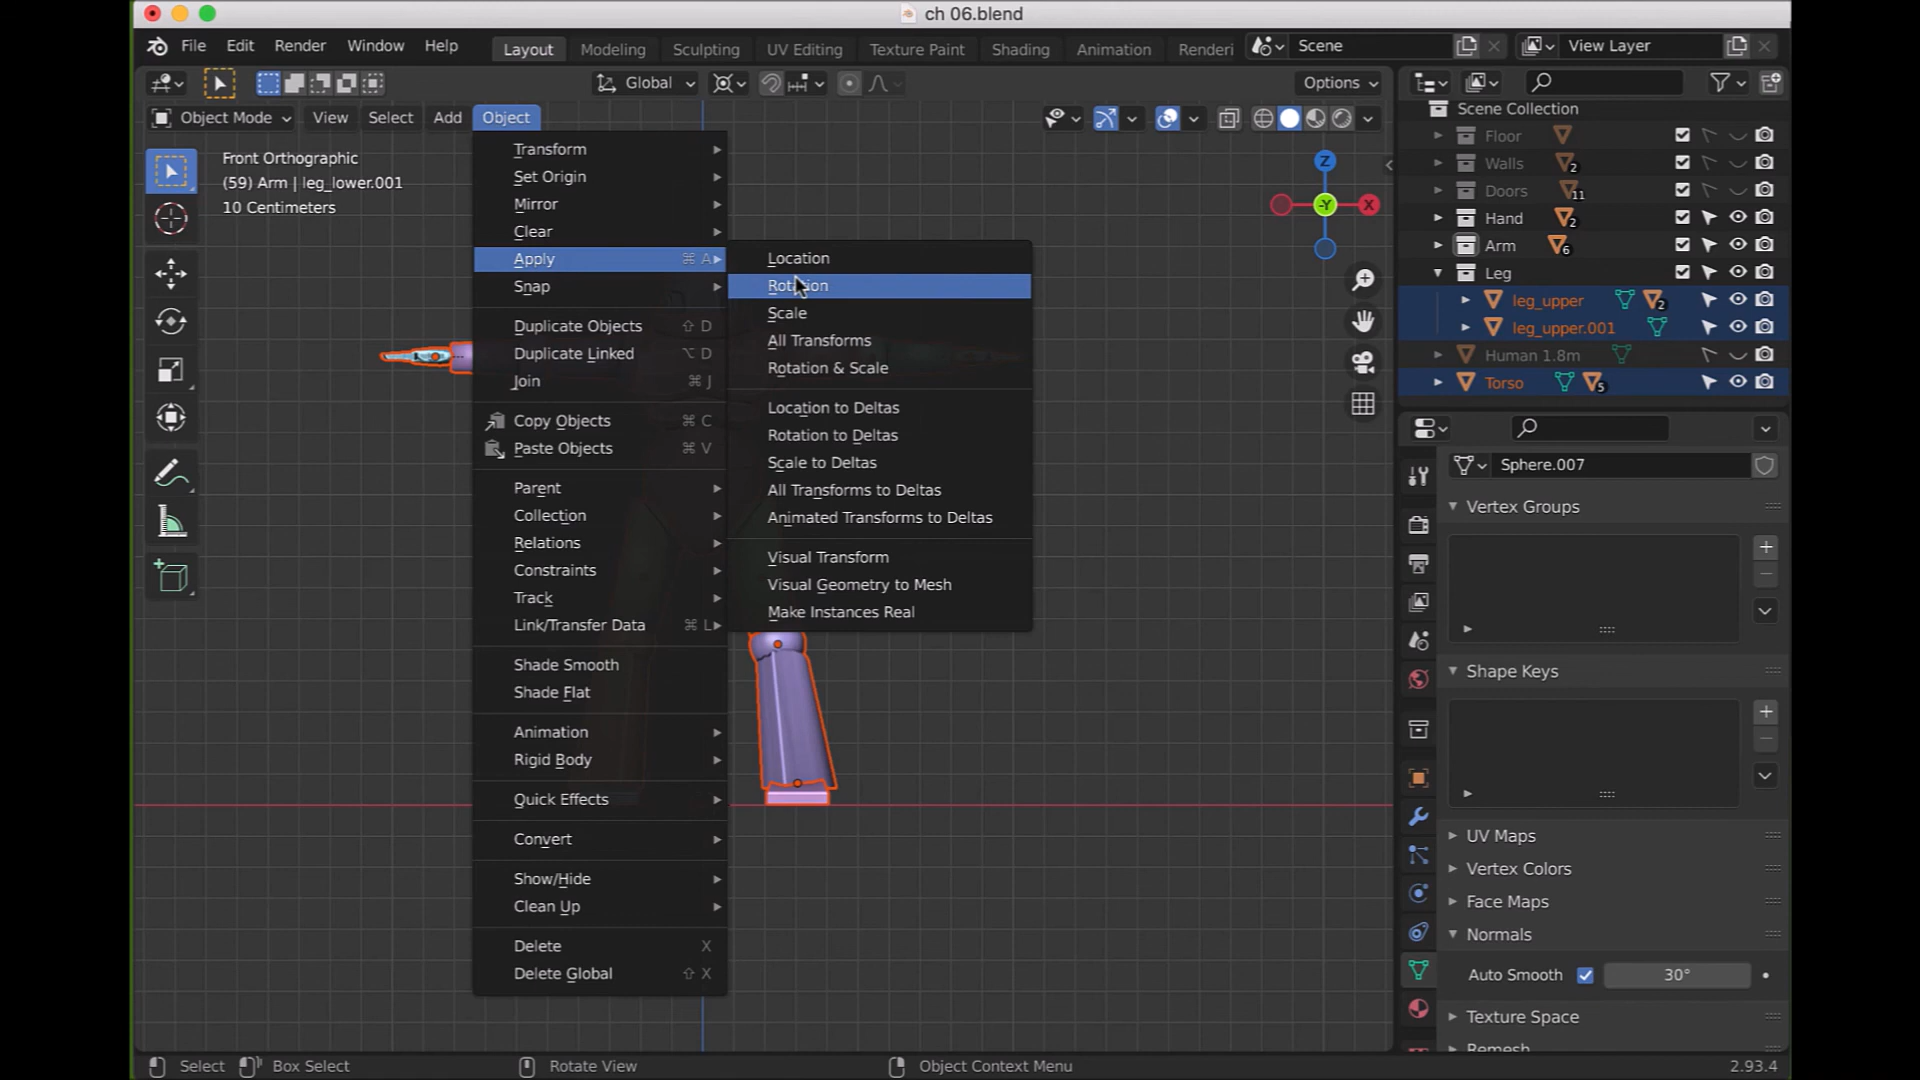 ch 06.blend
File Edit Render Window Help Layout Modeling Sculpting UV Editing Texture Paint Shading Animation Renderi Scene View Layer
Global Options
Object Mode View Select Add Object
Front Orthographic
(59) Arm | leg_lower.001
10 Centimeters
Transform
Set Origin
Mirror
Clear
Apply ⌘ A
Snap
Duplicate Objects ⇧ D
Duplicate Linked ⌥ D
Join ⌘ J
Copy Objects ⌘ C
Paste Objects ⌘ V
Parent
Collection
Relations
Constraints
Track
Link/Transfer Data ⌘ L
Shade Smooth
Shade Flat
Animation
Rigid Body
Quick Effects
Convert
Show/Hide
Clean Up
Delete X
Delete Global ⇧ X
Location
Rotation
Scale
All Transforms
Rotation & Scale
Location to Deltas
Rotation to Deltas
Scale to Deltas
All Transforms to Deltas
Animated Transforms to Deltas
Visual Transform
Visual Geometry to Mesh
Make Instances Real
Z
-Y X
Scene Collection
Floor
Walls 2
Doors 11
Hand 2
Arm 6
Leg
leg_upper 2
leg_upper.001
Human 1.8m
Torso 5
Sphere.007
Vertex Groups
Shape Keys
UV Maps
Vertex Colors
Face Maps
Normals
Auto Smooth 30°
Texture Space
Remesh
Select Box Select Rotate View Object Context Menu 2.93.4